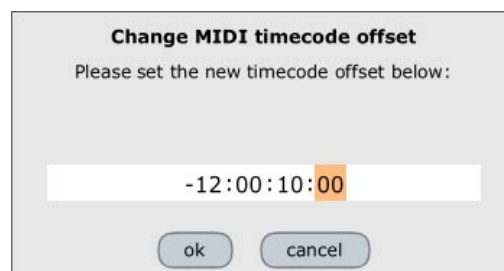 Change MIDI timecode offset
Please set the new timecode offset below:
-12:00:10:00
ok cancel